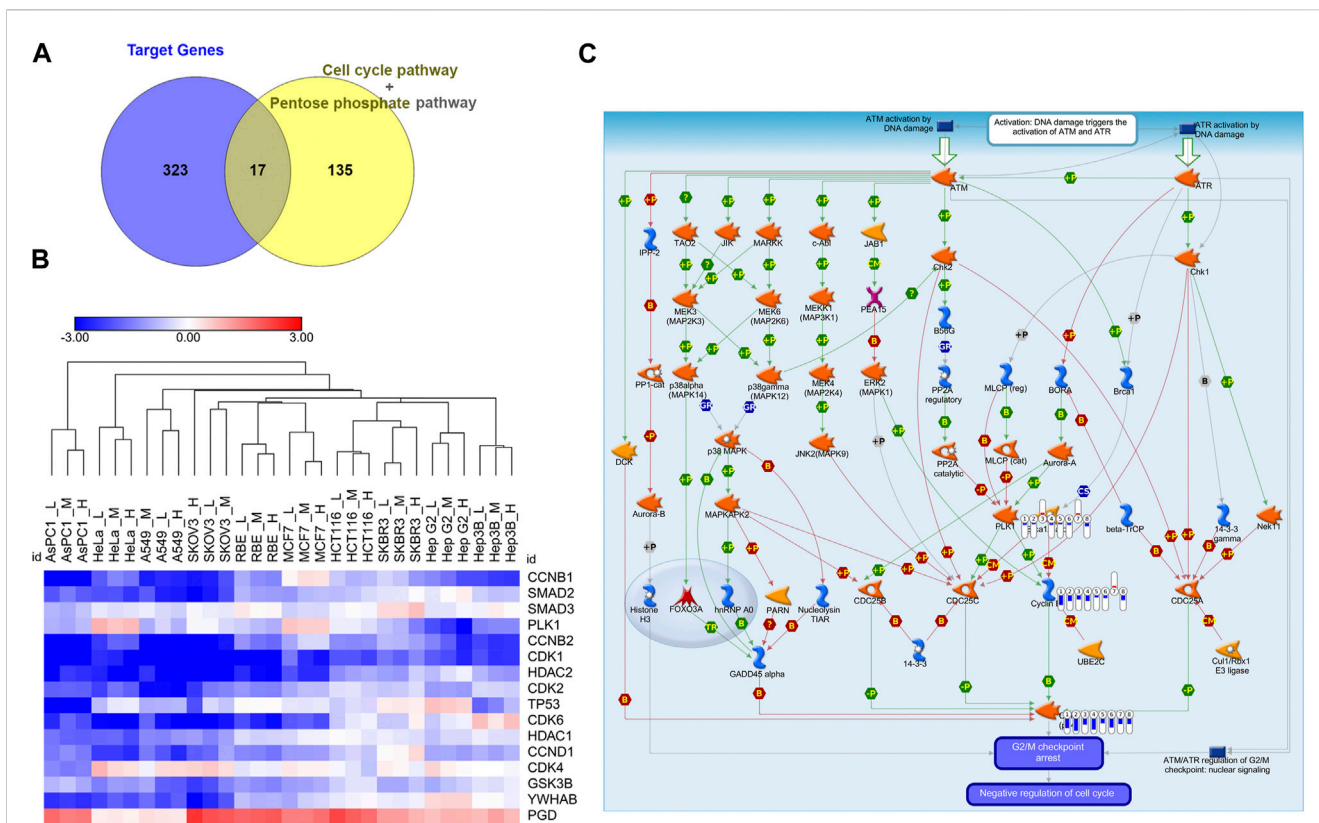 A
Target Genes
Cell cycle pathway
+
Pentose phosphate pathway
323
17
135
B
-3.00
0.00
3.00
id
AsPC1_L
AsPC1_M
AsPC1_H
HeLa_L
HeLa_M
HeLa_H
A549_M
A549_L
A549_H
SKOV3_H
SKOV3_L
SKOV3_M
RBE_L
RBE_M
RBE_H
MCF7_L
MCF7_M
MCF7_H
HCT116_L
HCT116_M
HCT116_H
SKBR3_L
SKBR3_M
SKBR3_H
Hep G2_L
Hep G2_M
Hep G2_H
Hep3B_L
Hep3B_M
Hep3B_H
id
CCNB1
SMAD2
SMAD3
PLK1
CCNB2
CDK1
HDAC2
CDK2
TP53
CDK6
HDAC1
CCND1
CDK4
GSK3B
YWHAB
PGD
C
ATM activation by
DNA damage
Activation: DNA damage triggers the
activation of ATM and ATR
ATR activation by
DNA damage
ATM
ATR
IPP-2
TAO2
JIK
MARKK
c-Abl
JAB1
Chk2
Chk1
MEK3
(MAP2K3)
MEK6
(MAP2K6)
MEKK1
(MAP3K1)
PEA15
B56G
PP1-cat
p38alpha
(MAPK14)
p38gamma
(MAPK12)
MEK4
(MAP2K4)
ERK2
(MAPK1)
PP2A
regulatory
MLCP (reg)
BORA
Brca1
DCK
p38 MAPK
JNK2(MAPK9)
PP2A
catalytic
MLCP (cat)
Aurora-A
Aurora-B
MAPKAPK2
PLK1
beta-TrCP
14-3-3
gamma
Nek11
Histone
H3
FOXO3A
hnRNP A0
PARN
Nucleolysin
TIAR
CDC25B
CDC25C
Cyclin
CDC25A
GADD45 alpha
14-3-3
UBE2C
Cul1/Rbx1
E3 ligase
G2/M checkpoint
arrest
ATM/ATR regulation of G2/M
checkpoint: nuclear signaling
Negative regulation of cell cycle